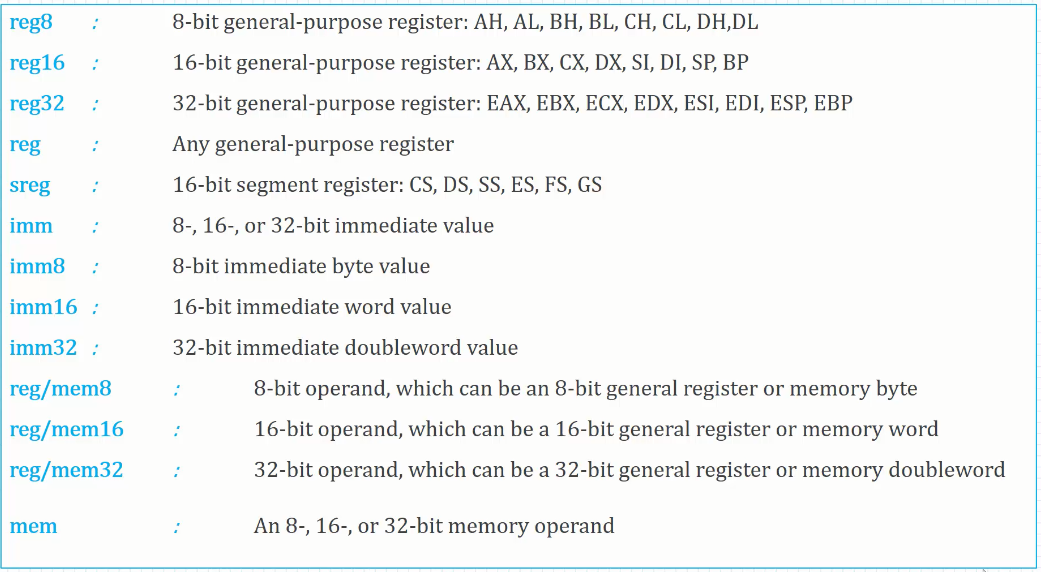 reg8 : 8-bit general-purpose register: AH, AL, BH, BL, CH, CL, DH,DL
reg16 : 16-bit general-purpose register: AX, BX, CX, DX, SI, DI, SP, BP
reg32 : 32-bit general-purpose register: EAX, EBX, ECX, EDX, ESI, EDI, ESP, EBP
reg : Any general-purpose register
sreg : 16-bit segment register: CS, DS, SS, ES, FS, GS
imm : 8-, 16-, or 32-bit immediate value
imm8 : 8-bit immediate byte value
imm16 : 16-bit immediate word value
imm32 : 32-bit immediate doubleword value
reg/mem8 : 8-bit operand, which can be an 8-bit general register or memory byte
reg/mem16 : 16-bit operand, which can be a 16-bit general register or memory word
reg/mem32 : 32-bit operand, which can be a 32-bit general register or memory doubleword
mem : An 8-, 16-, or 32-bit memory operand